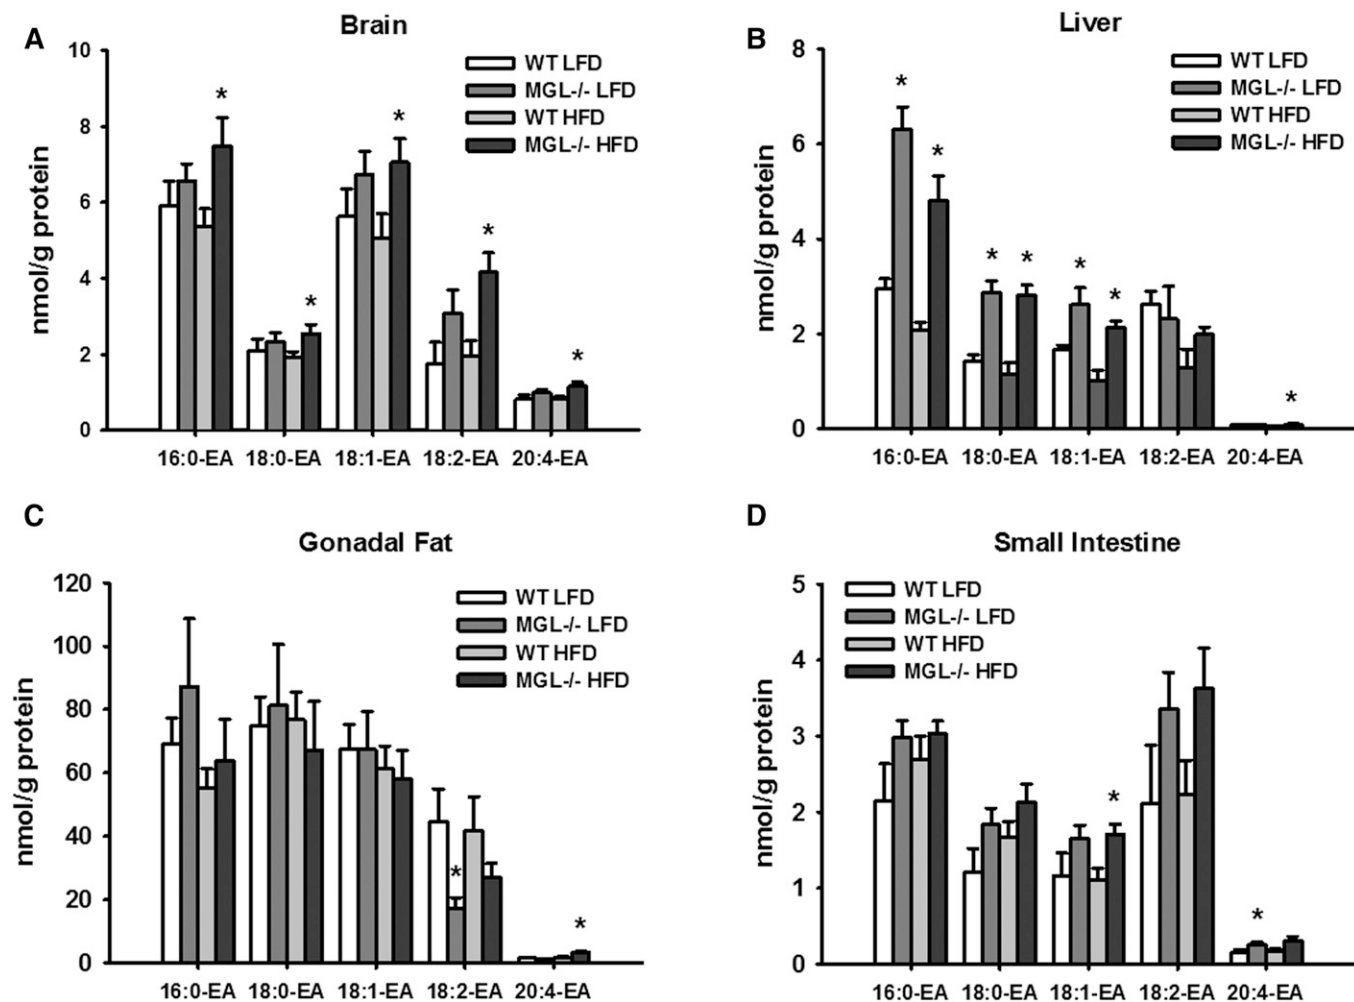 A
Brain
nmol/g protein
10
8
6
4
2
0
WT LFD
MGL-/- LFD
WT HFD
MGL-/- HFD
*
*
*
*
*
16:0-EA 18:0-EA 18:1-EA 18:2-EA 20:4-EA
B
Liver
nmol/g protein
8
6
4
2
0
WT LFD
MGL-/- LFD
WT HFD
MGL-/- HFD
*
*
*
*
*
*
*
16:0-EA 18:0-EA 18:1-EA 18:2-EA 20:4-EA
C
Gonadal Fat
nmol/g protein
120
100
80
60
40
20
0
WT LFD
MGL-/- LFD
WT HFD
MGL-/- HFD
*
*
16:0-EA 18:0-EA 18:1-EA 18:2-EA 20:4-EA
D
Small Intestine
nmol/g protein
5
4
3
2
1
0
WT LFD
MGL-/- LFD
WT HFD
MGL-/- HFD
*
*
16:0-EA 18:0-EA 18:1-EA 18:2-EA 20:4-EA